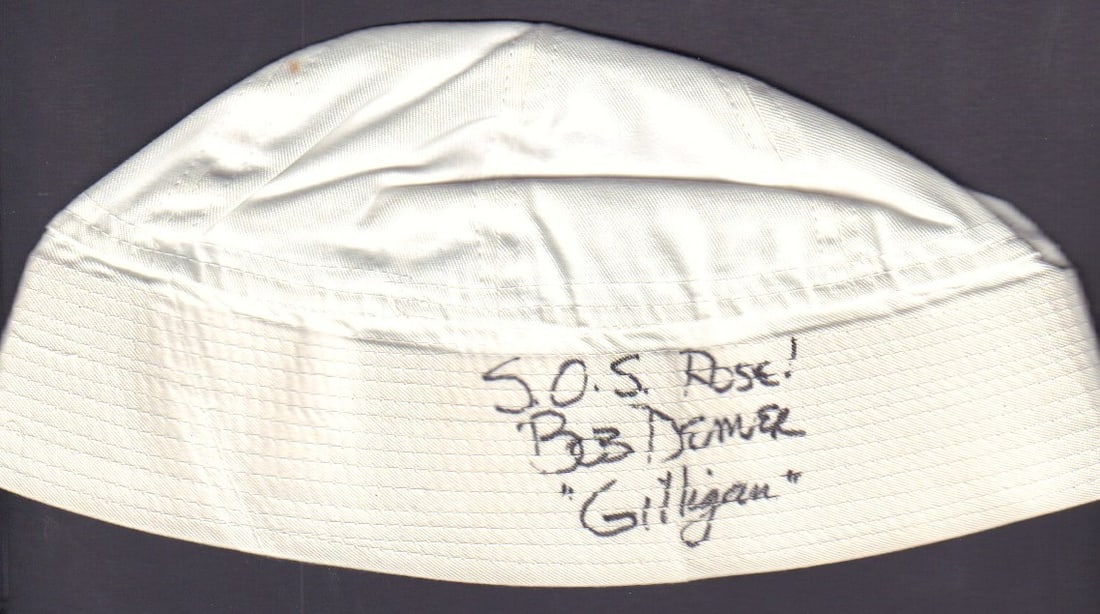 S.O.S. ROSE!
BOB DENVER
"Gilligan"